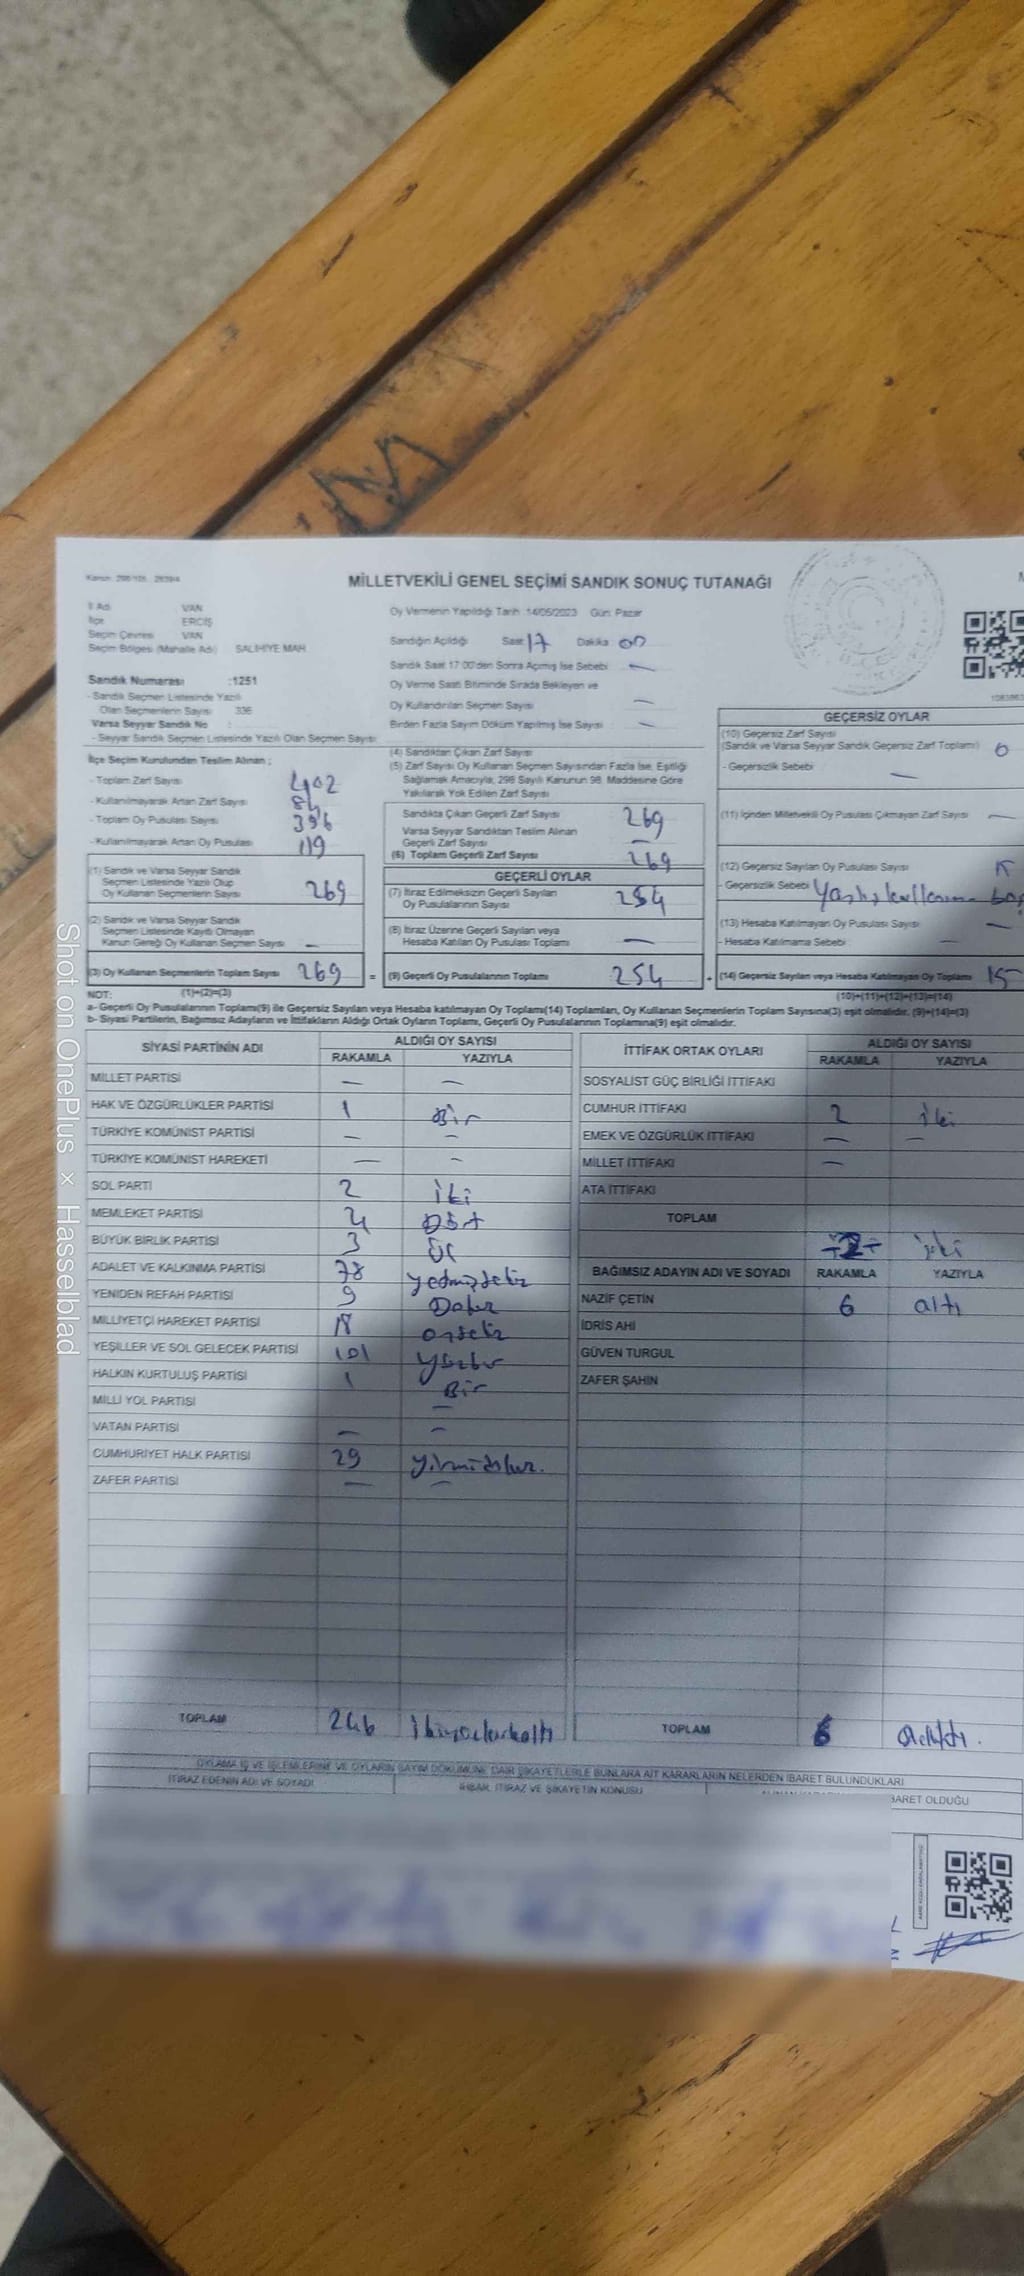 Kanun: 298/105, 2839/4
MİLLETVEKİLİ GENEL SEÇİMİ SANDIK SONUÇ TUTANAĞI
İl Adı VAN
İlçe ERCİŞ
Seçim Çevresi VAN
Seçim Bölgesi (Mahalle Adı) SALİHİYE MAH.
Sandık Numarası :1251
- Sandık Seçmen Listesinde Yazılı
Olan Seçmenlerin Sayısı 336
Varsa Seyyar Sandık No :
- Seyyar Sandık Seçmen Listesinde Yazılı Olan Seçmen Sayısı:
Oy Vermenin Yapıldığı Tarih :14/05/2023 Gün: Pazar
Sandığın Açıldığı Saat 17 Dakika 00
Sandık Saat 17:00'den Sonra Açılmış İse Sebebi —
Oy Verme Saati Bitiminde Sırada Bekleyen ve
Oy Kullandırılan Seçmen Sayısı —
Birden Fazla Sayım Döküm Yapılmış İse Sayısı —
İlçe Seçim Kurulundan Teslim Alınan ;
- Toplam Zarf Sayısı 402
- Kullanılmayarak Artan Zarf Sayısı
- Toplam Oy Pusulası Sayısı 396
- Kullanılmayarak Artan Oy Pusulası 119
(1) Sandık ve Varsa Seyyar Sandık
Seçmen Listesinde Yazılı Olup
Oy Kullanan Seçmenlerin Sayısı 269
(2) Sandık ve Varsa Seyyar Sandık
Seçmen Listesinde Kayıtlı Olmayan
Kanun Gereği Oy Kullanan Seçmen Sayısı —
(3) Oy Kullanan Seçmenlerin Toplam Sayısı 269 =
(1)+(2)=(3)
(4) Sandıktan Çıkan Zarf Sayısı
(5) Zarf Sayısı Oy Kullanan Seçmen Sayısından Fazla İse, Eşitliği
Sağlamak Amacıyla, 298 Sayılı Kanunun 98. Maddesine Göre
Yakılarak Yok Edilen Zarf Sayısı
Sandıkta Çıkan Geçerli Zarf Sayısı 269
Varsa Seyyar Sandıktan Teslim Alınan
Geçerli Zarf Sayısı —
(6) Toplam Geçerli Zarf Sayısı 269
GEÇERLİ OYLAR
(7) İtiraz Edilmeksizin Geçerli Sayılan
Oy Pusulalarının Sayısı 254
(8) İtiraz Üzerine Geçerli Sayılan veya
Hesaba Katılan Oy Pusulası Toplamı —
(9) Geçerli Oy Pusulalarının Toplamı 254 +
GEÇERSİZ OYLAR
(10) Geçersiz Zarf Sayısı
(Sandık ve Varsa Seyyar Sandık Geçersiz Zarf Toplamı) 0
- Geçersizlik Sebebi —
(11) İçinden Milletvekili Oy Pusulası Çıkmayan Zarf Sayısı —
(12) Geçersiz Sayılan Oy Pusulası Sayısı 15
- Geçersizlik Sebebi
(13) Hesaba Katılmayan Oy Pusulası Sayısı —
- Hesaba Katılmama Sebebi —
(14) Geçersiz Sayılan veya Hesaba Katılmayan Oy Toplamı 15
(10)+(11)+(12)+(13)=(14)
NOT:
a- Geçerli Oy Pusulalarının Toplamı(9) ile Geçersiz Sayılan veya Hesaba katılmayan Oy Toplamı(14) Toplamları, Oy Kullanan Seçmenlerin Toplam Sayısına(3) eşit olmalıdır. (9)+(14)=(3)
b- Siyasi Partilerin, Bağımsız Adayların ve İttifakların Aldığı Ortak Oyların Toplamı, Geçerli Oy Pusulalarının Toplamına(9) eşit olmalıdır.
SİYASİ PARTİNİN ADI ALDIĞI OY SAYISI
RAKAMLA YAZIYLA
MİLLET PARTİSİ — —
HAK VE ÖZGÜRLÜKLER PARTİSİ 1 Bir
TÜRKİYE KOMÜNİST PARTİSİ — —
TÜRKİYE KOMÜNİST HAREKETİ — —
SOL PARTİ 2 iki
MEMLEKET PARTİSİ 4 Dört
BÜYÜK BİRLİK PARTİSİ 3 Üç
ADALET VE KALKINMA PARTİSİ 78 yetmişsekiz
YENİDEN REFAH PARTİSİ 9 Dokuz
MİLLİYETÇİ HAREKET PARTİSİ 18 onsekiz
YEŞİLLER VE SOL GELECEK PARTİSİ 101 yüzbir
HALKIN KURTULUŞ PARTİSİ 1 Bir
MİLLİ YOL PARTİSİ —
VATAN PARTİSİ — —
CUMHURİYET HALK PARTİSİ 29 yirmidokuz.
ZAFER PARTİSİ — —
TOPLAM 246 ikiyüzkırkaltı
İTTİFAK ORTAK OYLARI ALDIĞI OY SAYISI
RAKAMLA YAZIYLA
SOSYALİST GÜÇ BİRLİĞİ İTTİFAKI
CUMHUR İTTİFAKI 2 iki
EMEK VE ÖZGÜRLÜK İTTİFAKI — —
MİLLET İTTİFAKI —
ATA İTTİFAKI
TOPLAM
-2- iki
BAĞIMSIZ ADAYIN ADI VE SOYADI RAKAMLA YAZIYLA
NAZİF ÇETİN 6 altı
İDRİS AHİ
GÜVEN TURGUL
ZAFER ŞAHİN
TOPLAM 6
OYLAMA İŞ VE İŞLEMLERİNE VE OYLARIN SAYIM DÖKÜMÜNE DAİR ŞİKAYETLERLE BUNLARA AİT KARARLARIN NELERDEN İBARET BULUNDUKLARI
İTİRAZ EDENİN ADI VE SOYADI İHBAR, İTİRAZ VE ŞİKAYETİN KONUSU
BARET OLDUĞU
Shot on OnePlus × Hasselblad